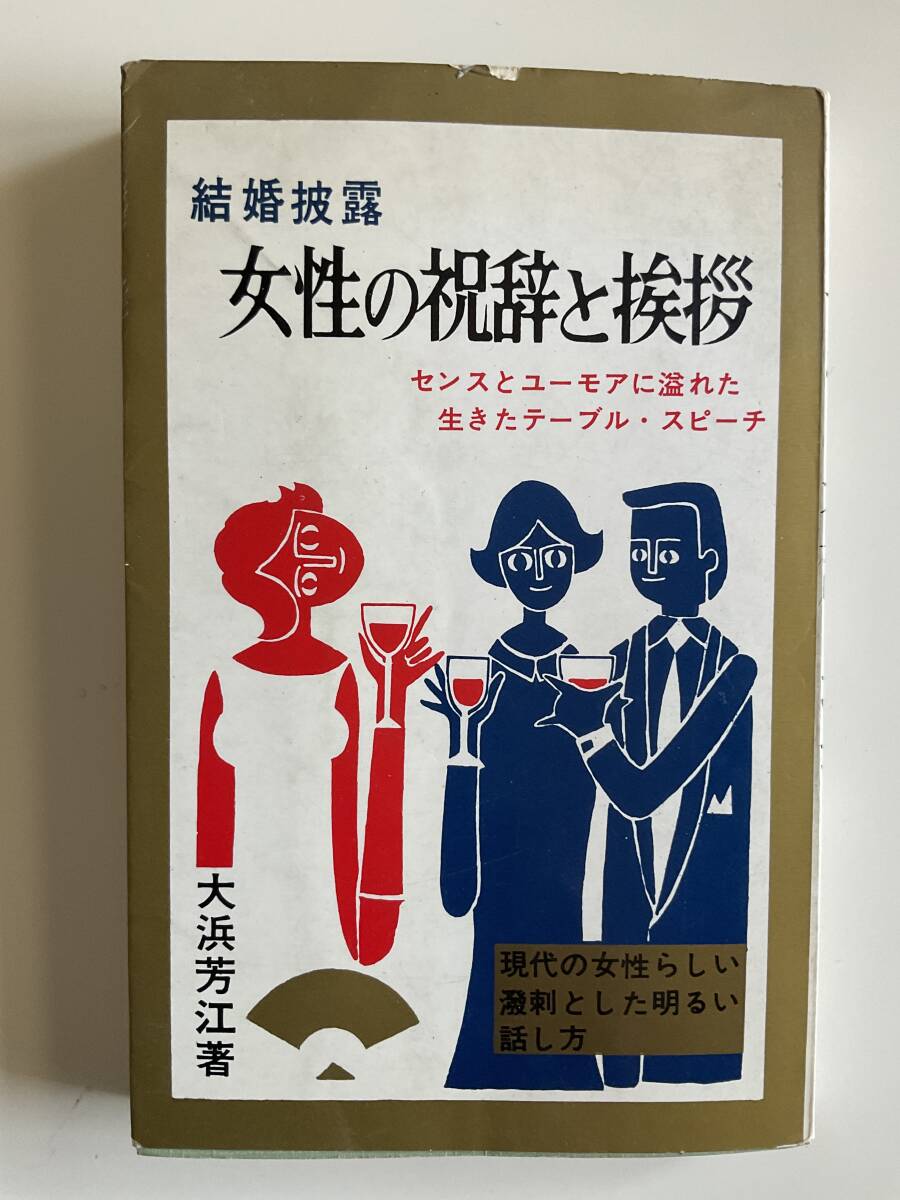 結婚披露
女性の祝辞と挨拶
センスとユーモアに溢れた
生きたテーブル・スピーチ
大浜芳江著
現代の女性らしい
溌剌とした明るい
話し方